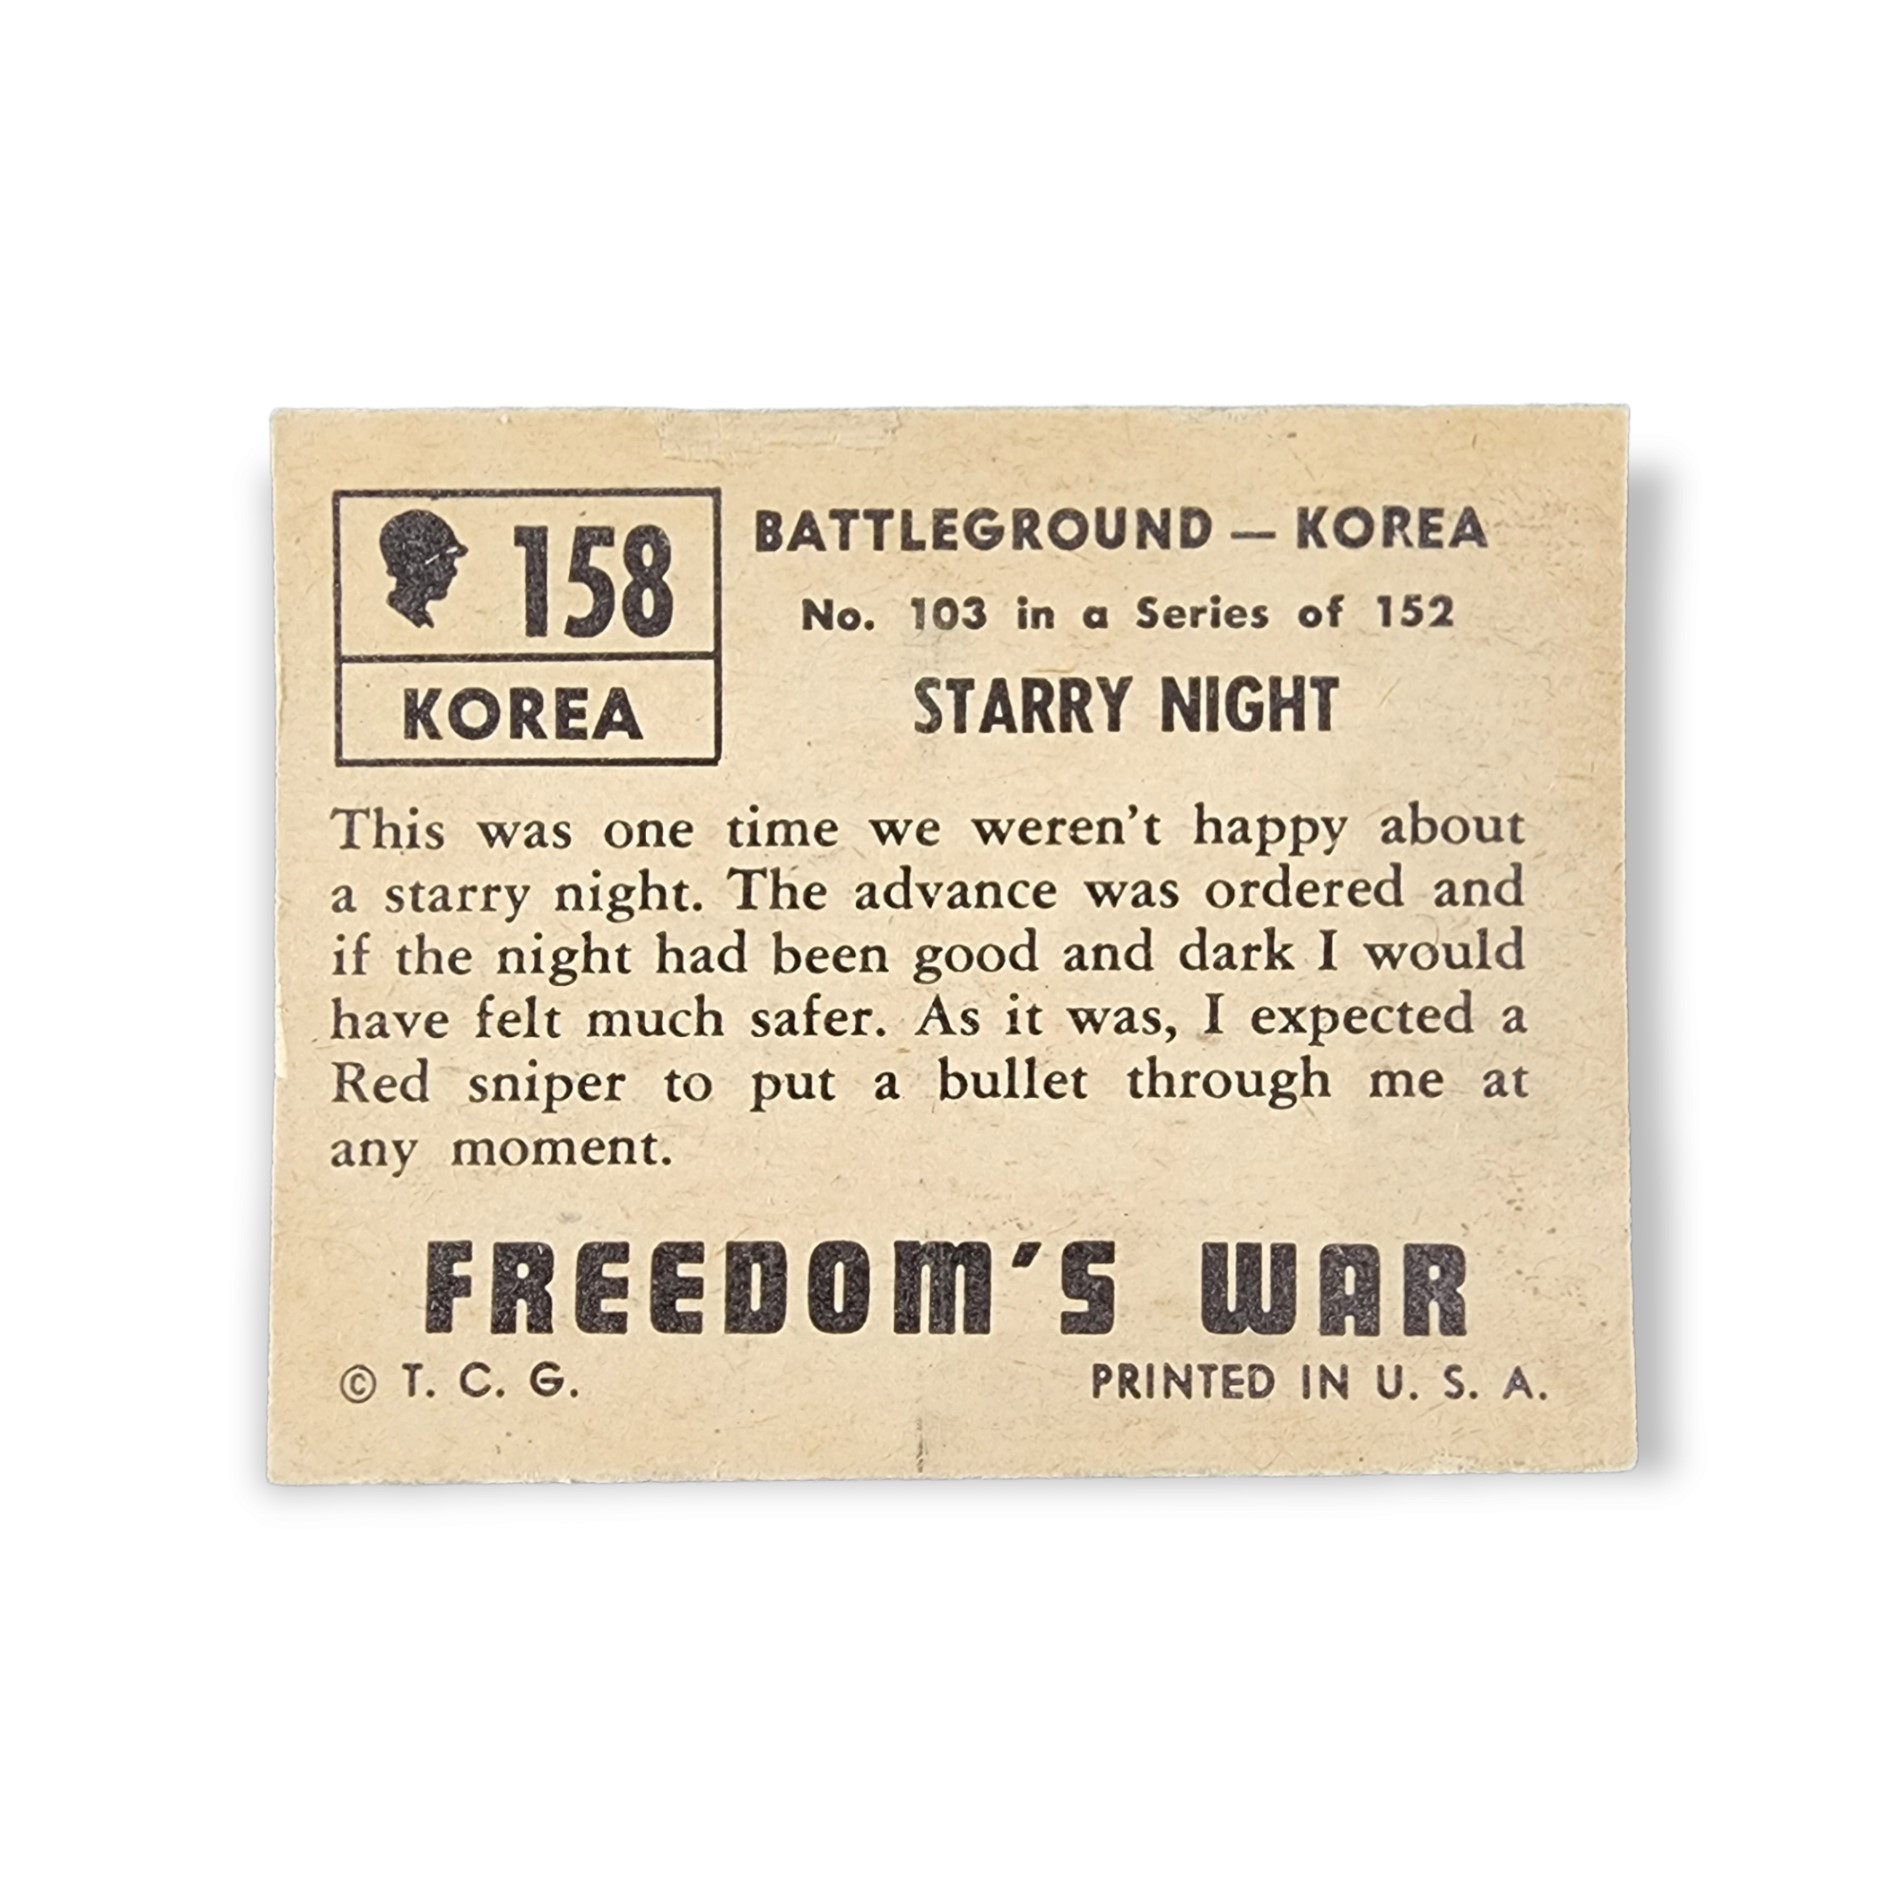 158
KOREA
BATTLEGROUND — KOREA
No. 103 in a Series of 152
STARRY NIGHT
This was one time we weren't happy about
a starry night. The advance was ordered and
if the night had been good and dark I would
have felt much safer. As it was, I expected a
Red sniper to put a bullet through me at
any moment.
FREEDOM'S WAR
© T. C. G.
PRINTED IN U. S. A.